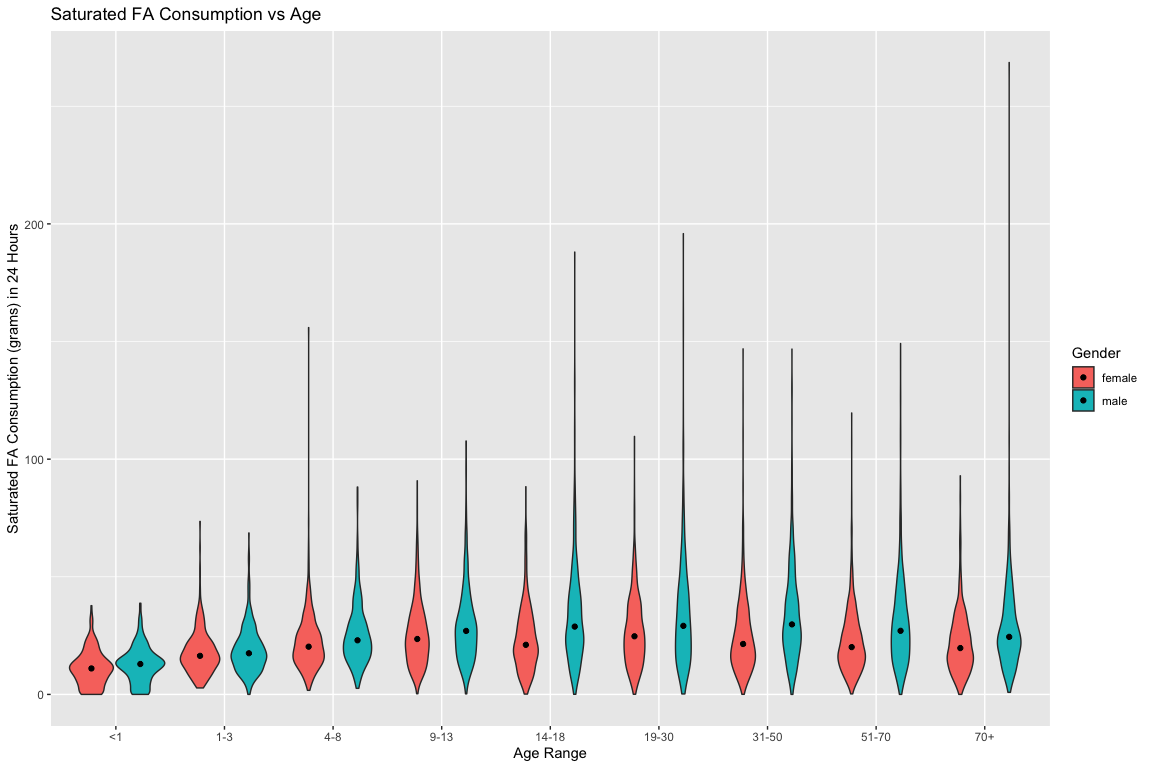 Saturated FA Consumption vs Age
Saturated FA Consumption (grams) in 24 Hours
200
100
0
<1 1-3 4-8 9-13 14-18 19-30 31-50 51-70 70+
Age Range
Gender
female
male